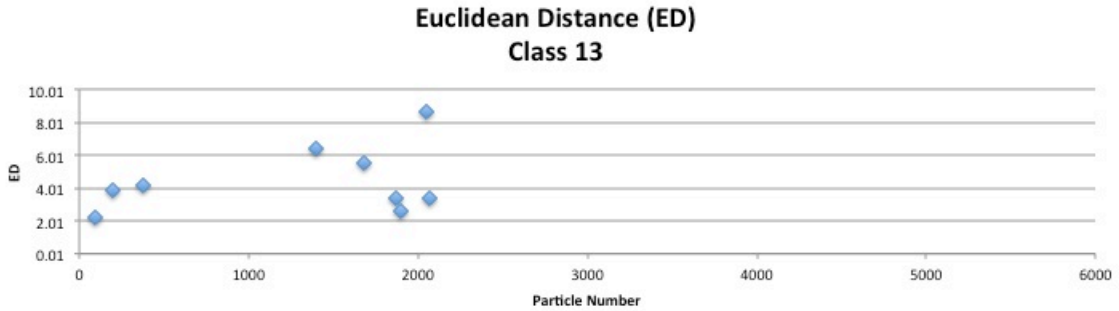 Euclidean Distance (ED)
Class 13
10.01
8.01
6.01
4.01
2.01
0.01
ED
0 1000 2000 3000 4000 5000 6000
Particle Number